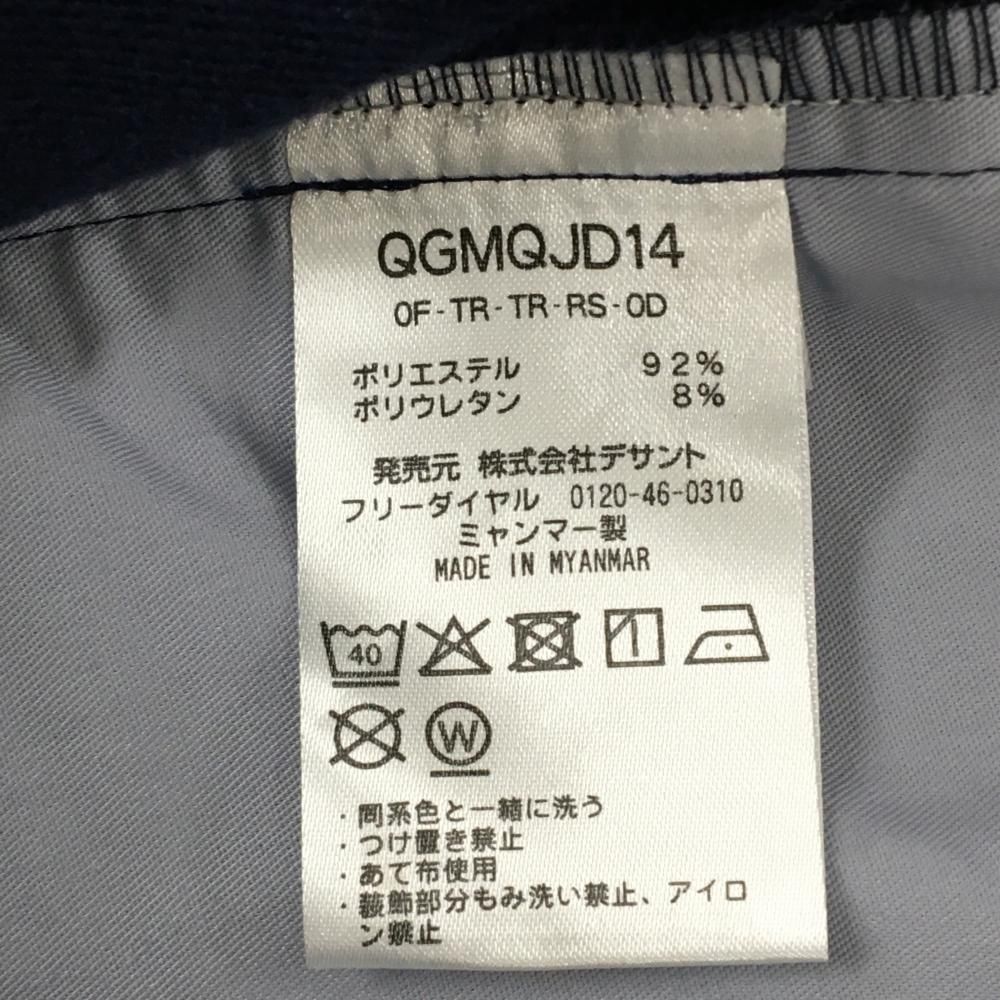 QGMQJD14
0F-TR-TR-RS-0D
ポリエステル 92%
ポリウレタン 8%
発売元 株式会社デサント
フリーダイヤル 0120-46-0310
ミャンマー製
MADE IN MYANMAR
40
W
・同系色と一緒に洗う
・つけ置き禁止
・あて布使用
・装飾部分もみ洗い禁止、アイロ
ン禁止